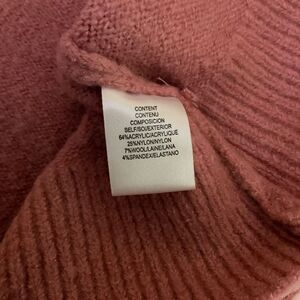 CONTENT
CONTENU
COMPOSICION
SELF/SOI/EXTERIOR
64%ACRYLIC/ACRYLIQUE
25%NYLON/NYLON
7%WOOL/LAINE/LANA
4%SPANDEX/ELASTANO